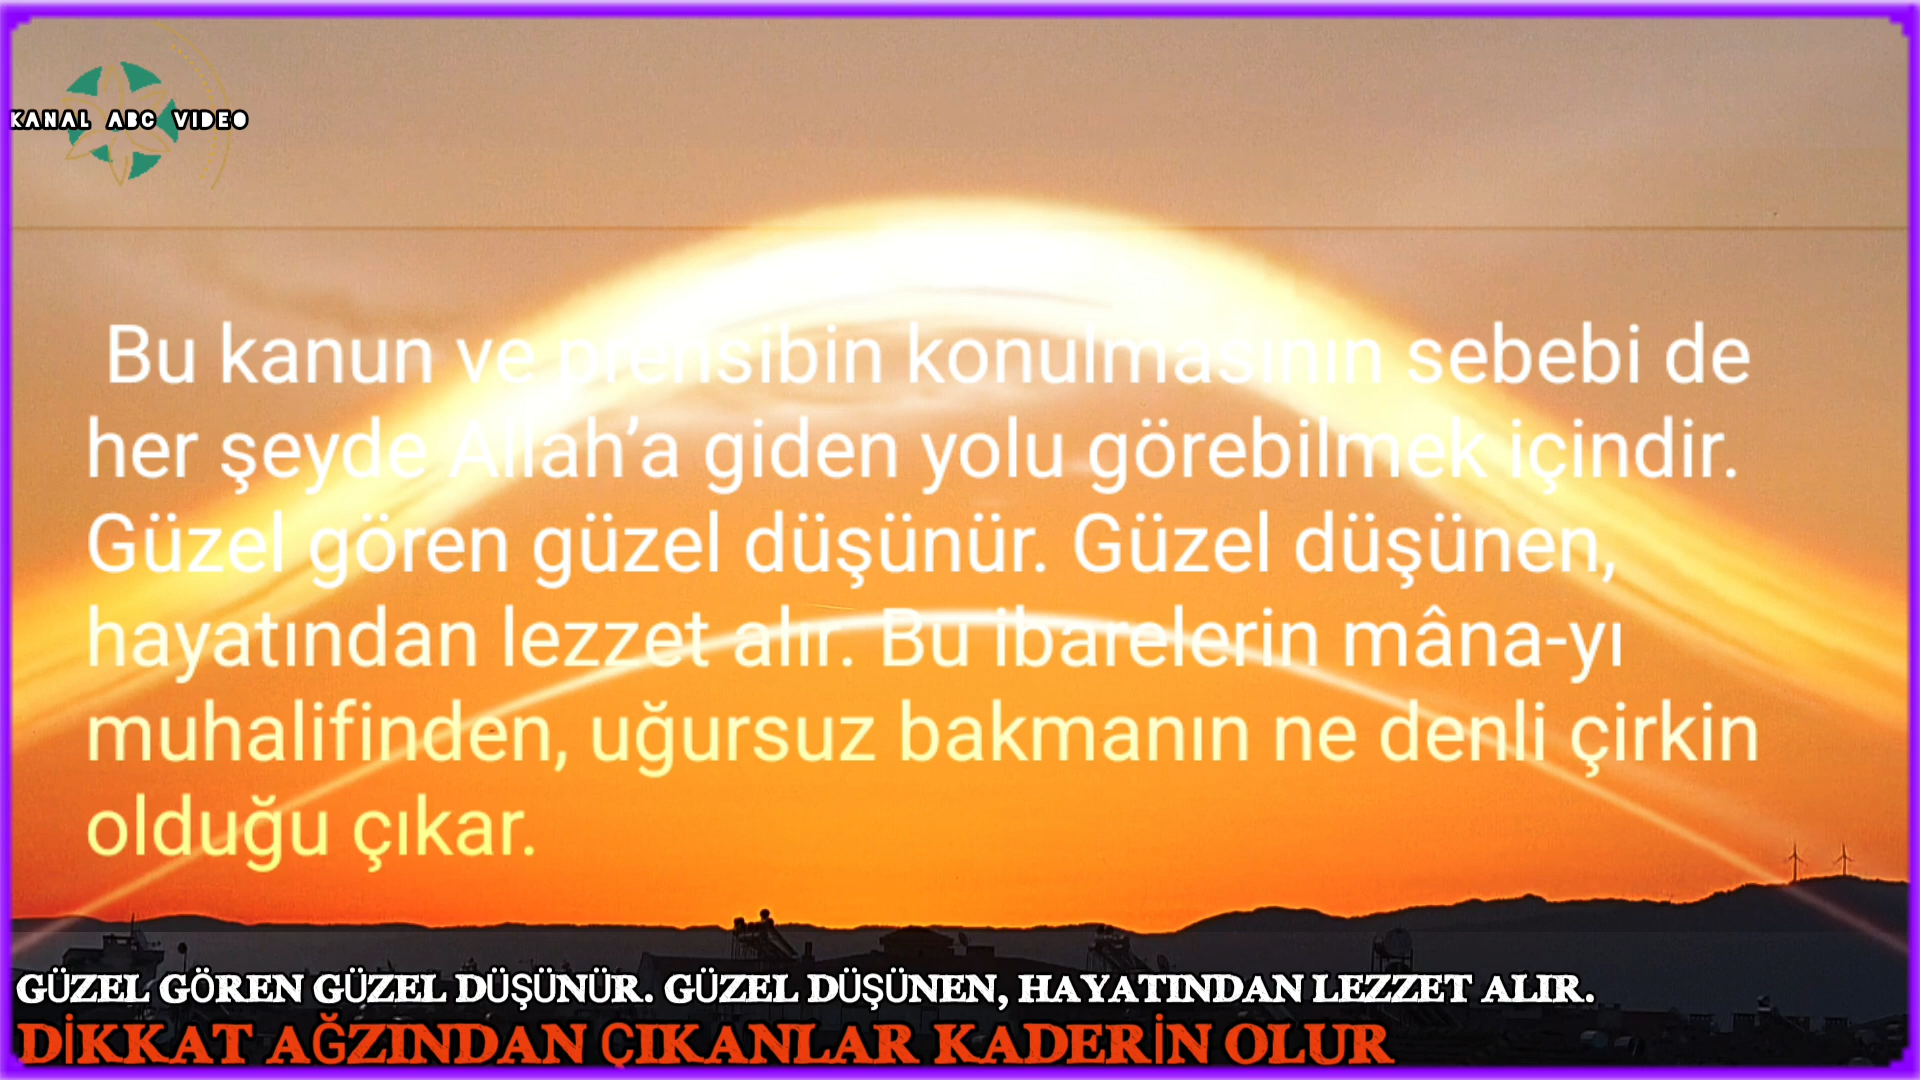 KANAL ABC VIDEO
Bu kanun ve prensibin konulmasının sebebi de
her şeyde Allah’a giden yolu görebilmek içindir.
Güzel gören güzel düşünür. Güzel düşünen,
hayatından lezzet alır. Bu ibarelerin mâna-yı
muhalifinden, uğursuz bakmanın ne denli çirkin
olduğu çıkar.
GÜZEL GÖREN GÜZEL DÜŞÜNÜR. GÜZEL DÜŞÜNEN, HAYATINDAN LEZZET ALIR.
DİKKAT AĞZINDAN ÇIKANLAR KADERİN OLUR